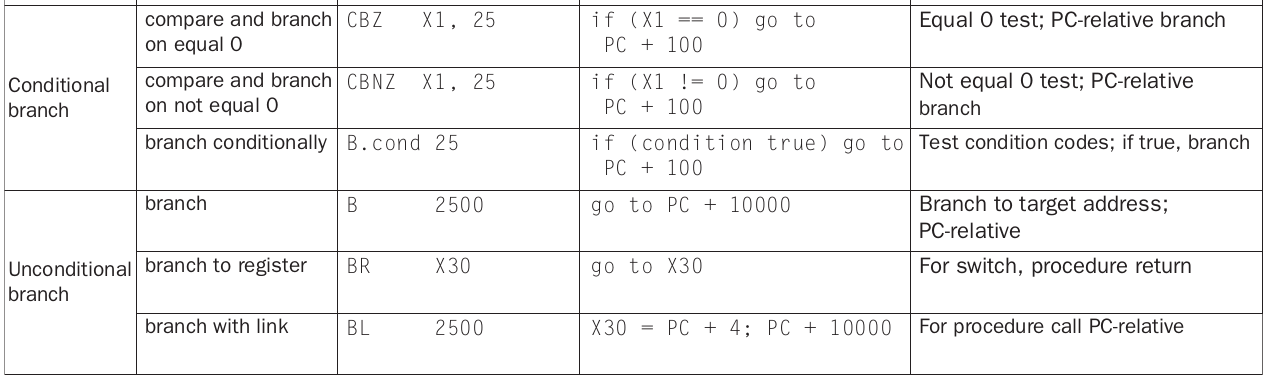 Conditional
branch
compare and branch
on equal 0
CBZ X1, 25
if (X1 == 0) go to
PC + 100
Equal 0 test; PC-relative branch
compare and branch
on not equal 0
CBNZ X1, 25
if (X1 != 0) go to
PC + 100
Not equal 0 test; PC-relative
branch
branch conditionally
B.cond 25
if (condition true) go to
PC + 100
Test condition codes; if true, branch
Unconditional
branch
branch
B 2500
go to PC + 10000
Branch to target address;
PC-relative
branch to register
BR X30
go to X30
For switch, procedure return
branch with link
BL 2500
X30 = PC + 4; PC + 10000
For procedure call PC-relative